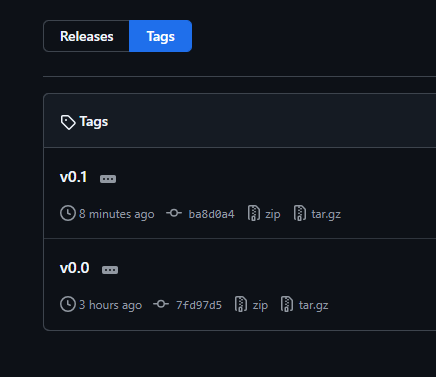 Releases Tags
Tags
v0.1
8 minutes ago ba8d0a4 zip tar.gz
v0.0
3 hours ago 7fd97d5 zip tar.gz